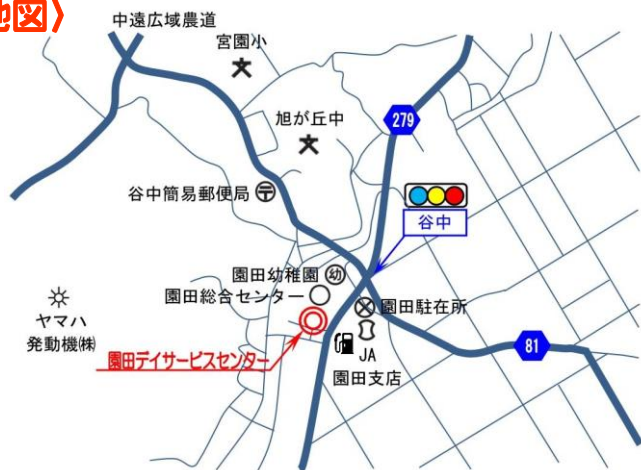 地図〉
中遠広域農道
宮園小
旭が丘中
279
谷中簡易郵便局
谷中
園田幼稚園 幼
園田総合センター
園田駐在所
ヤマハ
発動機㈱
園田デイサービスセンター
JA
園田支店
81